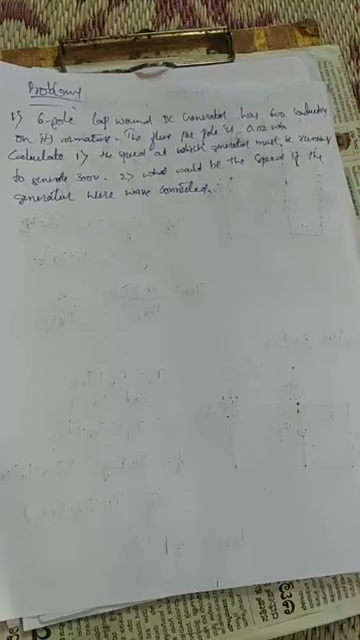 Problems
1) 6-pole lap wound DC Generator has 600 conductors
on its armature. The flux per pole is 0.02 wb
Calculate 1) the speed at which generator must be running
to generate 300v. 2) what would be the speed if the
generator were wave connected.